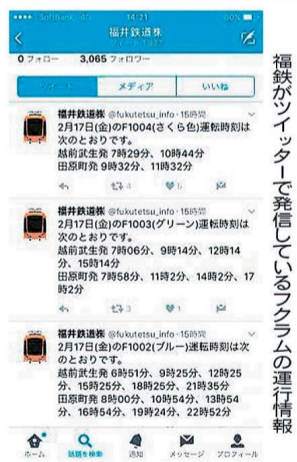 福鉄がツイッターで発信しているフクラムの運行情報
SoftBank 4G 14:21 60%
福井鉄道株
ツイート
0 フォロー 3,065 フォロワー
ツイート メディア いいね
福井鉄道株 @fukutetsu_info・15時間
2月17日(金)のF1004(さくら色)運転時刻は
次のとおりです。
越前武生発 7時29分、10時44分
田原町発 9時32分、11時32分
福井鉄道株 @fukutetsu_info・15時間
2月17日(金)のF1003(グリーン)運転時刻は
次のとおりです。
越前武生発 7時06分、9時14分、12時14
分、15時14分
田原町発 7時58分、11時2分、14時2分、17
時2分
3 1
福井鉄道株 @fukutetsu_info・15時間
2月17日(金)のF1002(ブルー)運転時刻は次
のとおりです。
越前武生発 6時51分、9時25分、12時25
分、15時25分、18時25分、21時35分
田原町発 8時00分、10時54分、13時54
分、16時54分、19時24分、22時52分
ホーム 話題を検索 通知 メッセージ プロフィール